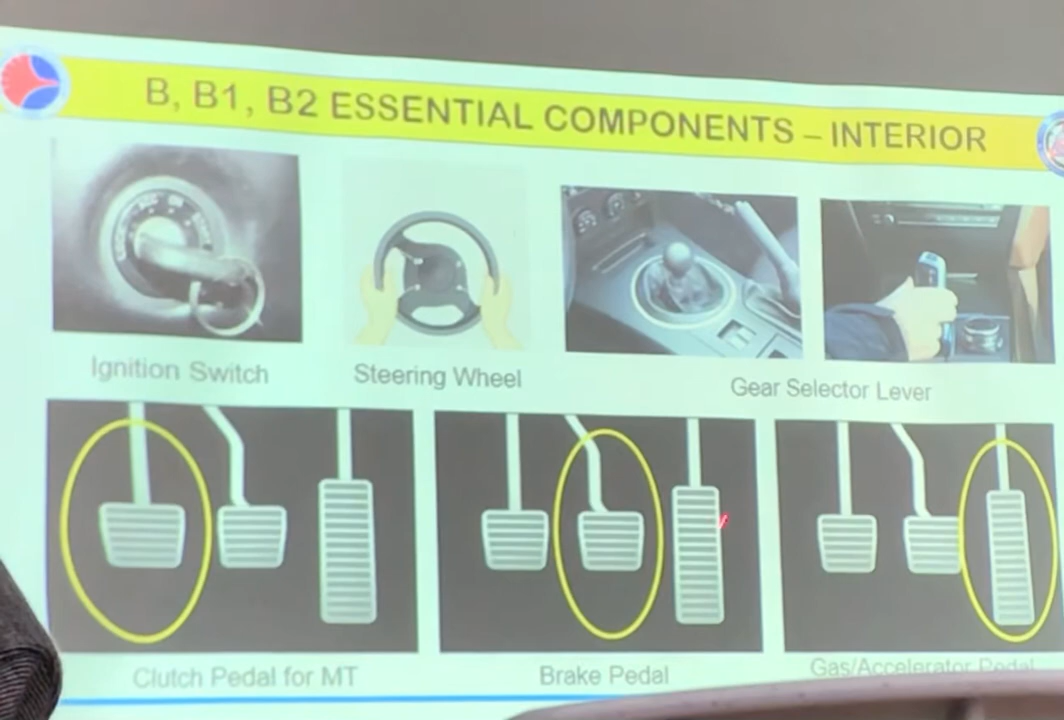 B, B1, B2 ESSENTIAL COMPONENTS – INTERIOR
Ignition Switch
Steering Wheel
Gear Selector Lever
Clutch Pedal for MT
Brake Pedal
Gas/Accelerator Pedal